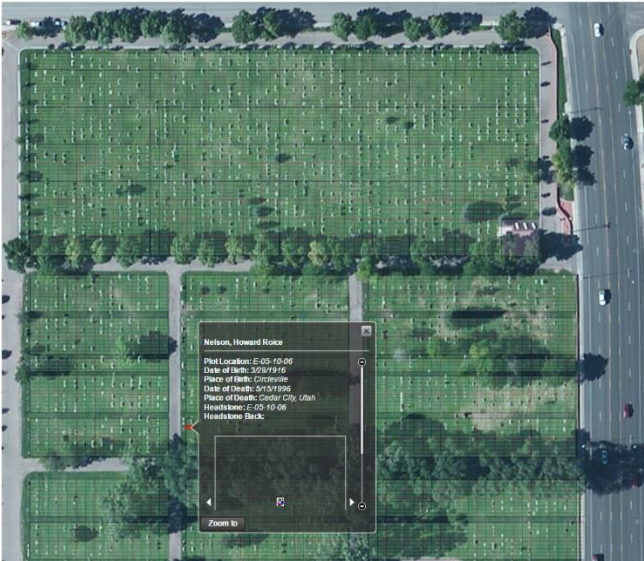 Nelson, Howard Roice
Plot Location: E-05-10-06
Date of Birth: 3/29/1916
Place of Birth: Circleville
Date of Death: 5/15/1996
Place of Death: Cedar City, Utah
Headstone: E-05-10-06
Headstone Back:
Zoom to